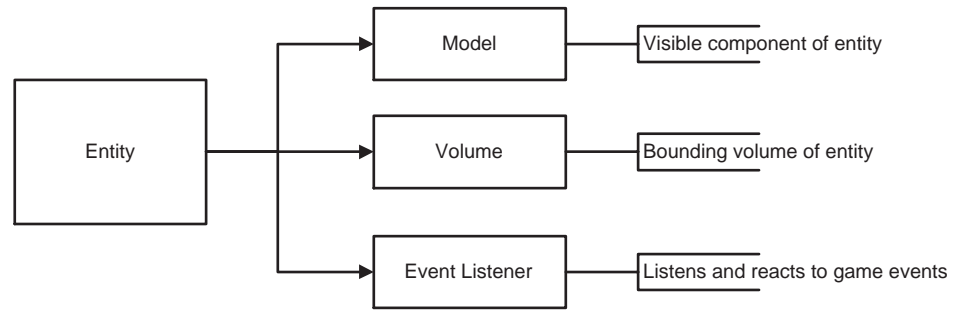 Model
Visible component of entity
Entity
Volume
Bounding volume of entity
Event Listener
Listens and reacts to game events